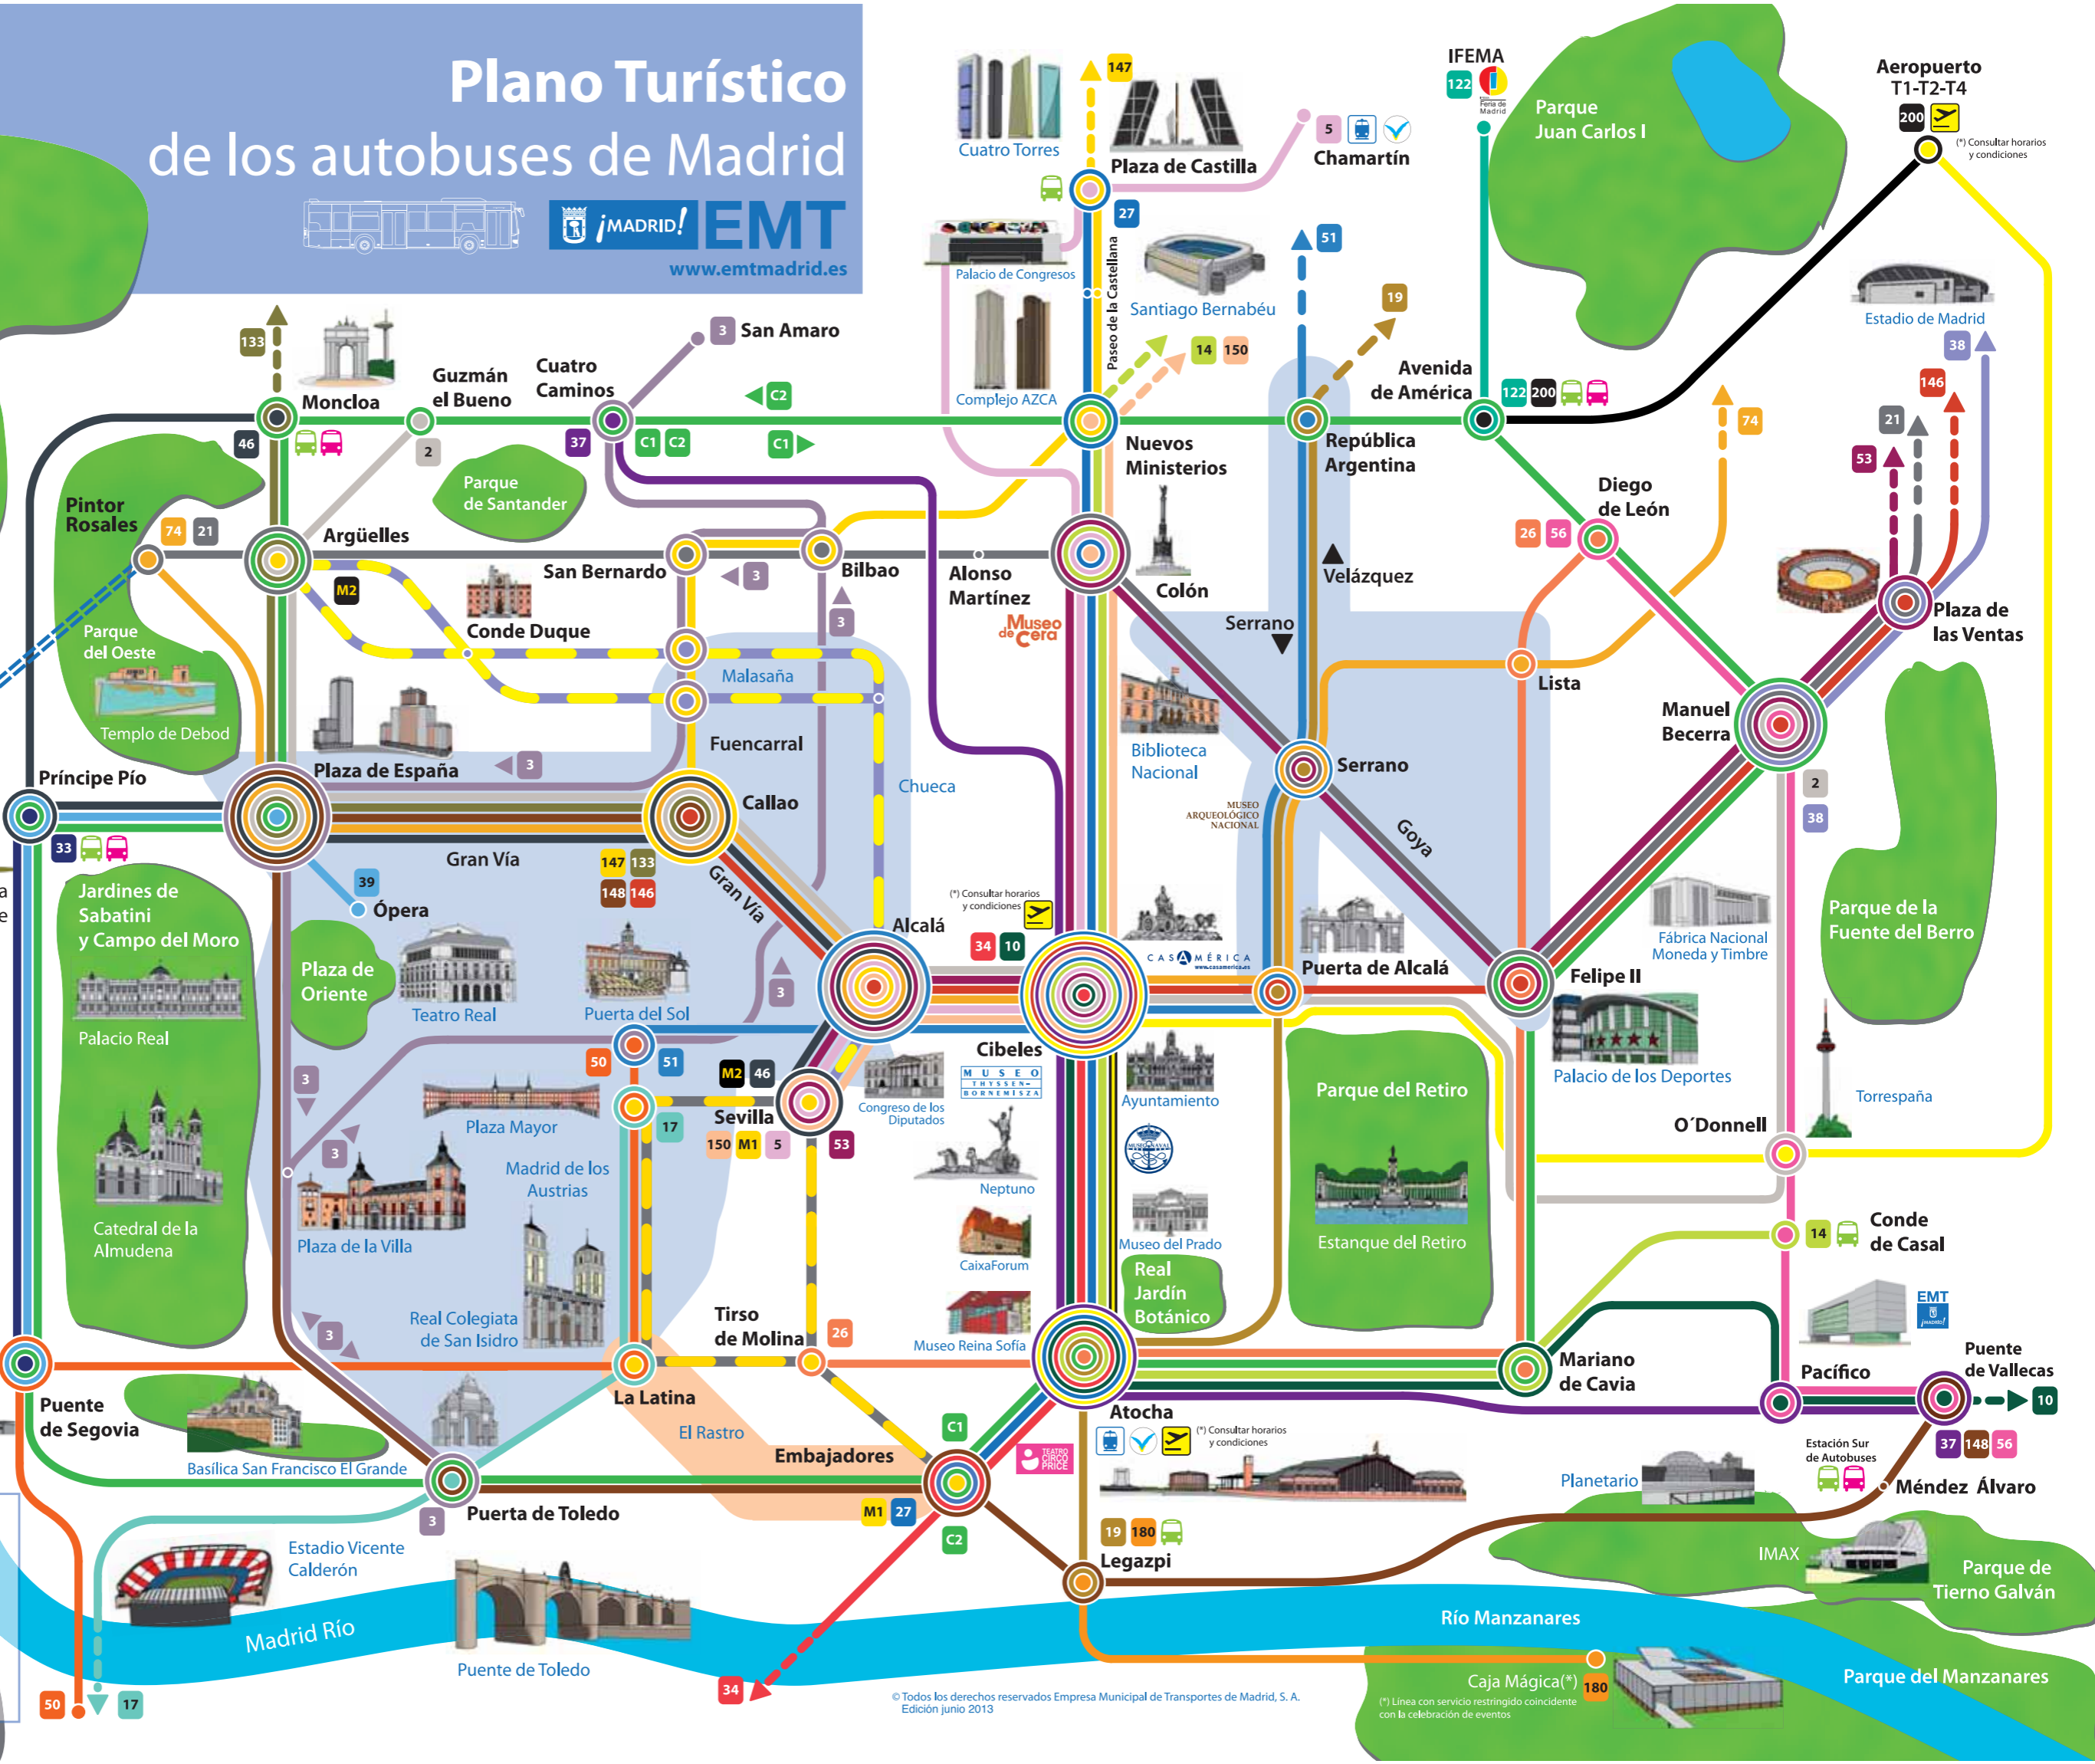 Plano Turístico
de los autobuses de Madrid
¡MADRID!
EMT
www.emtmadrid.es
147
Cuatro Torres
Plaza de Castilla
5
Chamartín
27
Palacio de Congresos
Paseo de la Castellana
Santiago Bernabéu
51
19
14 150
Complejo AZCA
IFEMA
122
Feria de
Madrid
Parque
Juan Carlos I
Aeropuerto
T1-T2-T4
200
(*) Consultar horarios
y condiciones
Estadio de Madrid
38
146
21
53
74
133
Moncloa
46
Guzmán
el Bueno
2
Cuatro
Caminos
3
San Amaro
37
C1 C2
C2
C1
Nuevos
Ministerios
República
Argentina
Avenida
de América
122 200
Diego
de León
26 56
Plaza de
las Ventas
Parque
de Santander
Pintor
Rosales
74 21
Argüelles
M2
San Bernardo
3
Bilbao
3
Alonso
Martínez
Museo
de Cera
Colón
Velázquez
Serrano
Lista
Manuel
Becerra
2
38
Parque
del Oeste
Templo de Debod
Conde Duque
Malasaña
Fuencarral
Chueca
Biblioteca
Nacional
MUSEO
ARQUEOLÓGICO
NACIONAL
Serrano
Goya
Príncipe Pío
33
Plaza de España
3
Gran Vía
Callao
147 133
148 146
Gran Vía
39
Ópera
Jardines de
Sabatini
y Campo del Moro
Palacio Real
Plaza de
Oriente
Teatro Real
Puerta del Sol
50
51
3
Alcalá
(*) Consultar horarios
y condiciones
34 10
Cibeles
CASAMÉRICA
www.casamerica.es
Puerta de Alcalá
Felipe II
Fábrica Nacional
Moneda y Timbre
Parque de la
Fuente del Berro
Palacio de los Deportes
Torrespaña
O´Donnell
Catedral de la
Almudena
3
3
Plaza Mayor
Plaza de la Villa
Madrid de los
Austrias
17
M2 46
Sevilla
150 M1 5
53
Congreso de los
Diputados
MUSEO
THYSSEN-
BORNEMISZA
Ayuntamiento
MUSEO NAVAL
Neptuno
CaixaForum
Museo del Prado
Museo Reina Sofía
Real
Jardín
Botánico
Parque del Retiro
Estanque del Retiro
14
Conde
de Casal
EMT
¡MADRID!
3
Real Colegiata
de San Isidro
Tirso
de Molina
26
La Latina
El Rastro
Puente
de Segovia
Basílica San Francisco El Grande
Puerta de Toledo
3
Embajadores
C1
M1 27
C2
TEATRO
CIRCO
PRICE
Atocha
(*) Consultar horarios
y condiciones
Mariano
de Cavia
Pacífico
Puente
de Vallecas
10
37 148 56
Estación Sur
de Autobuses
Méndez Álvaro
Planetario
IMAX
Parque de
Tierno Galván
19 180
Legazpi
Estadio Vicente
Calderón
Madrid Río
Puente de Toledo
50
17
34
Río Manzanares
Caja Mágica(*)
180
(*) Línea con servicio restringido coincidente
con la celebración de eventos
Parque del Manzanares
© Todos los derechos reservados Empresa Municipal de Transportes de Madrid, S. A.
Edición junio 2013